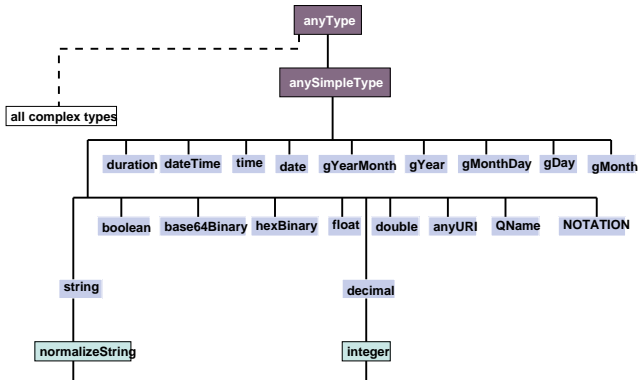 anyType
anySimpleType
all complex types
duration dateTime time date gYearMonth gYear gMonthDay gDay gMonth
boolean base64Binary hexBinary float double anyURI QName NOTATION
string decimal
normalizeString integer